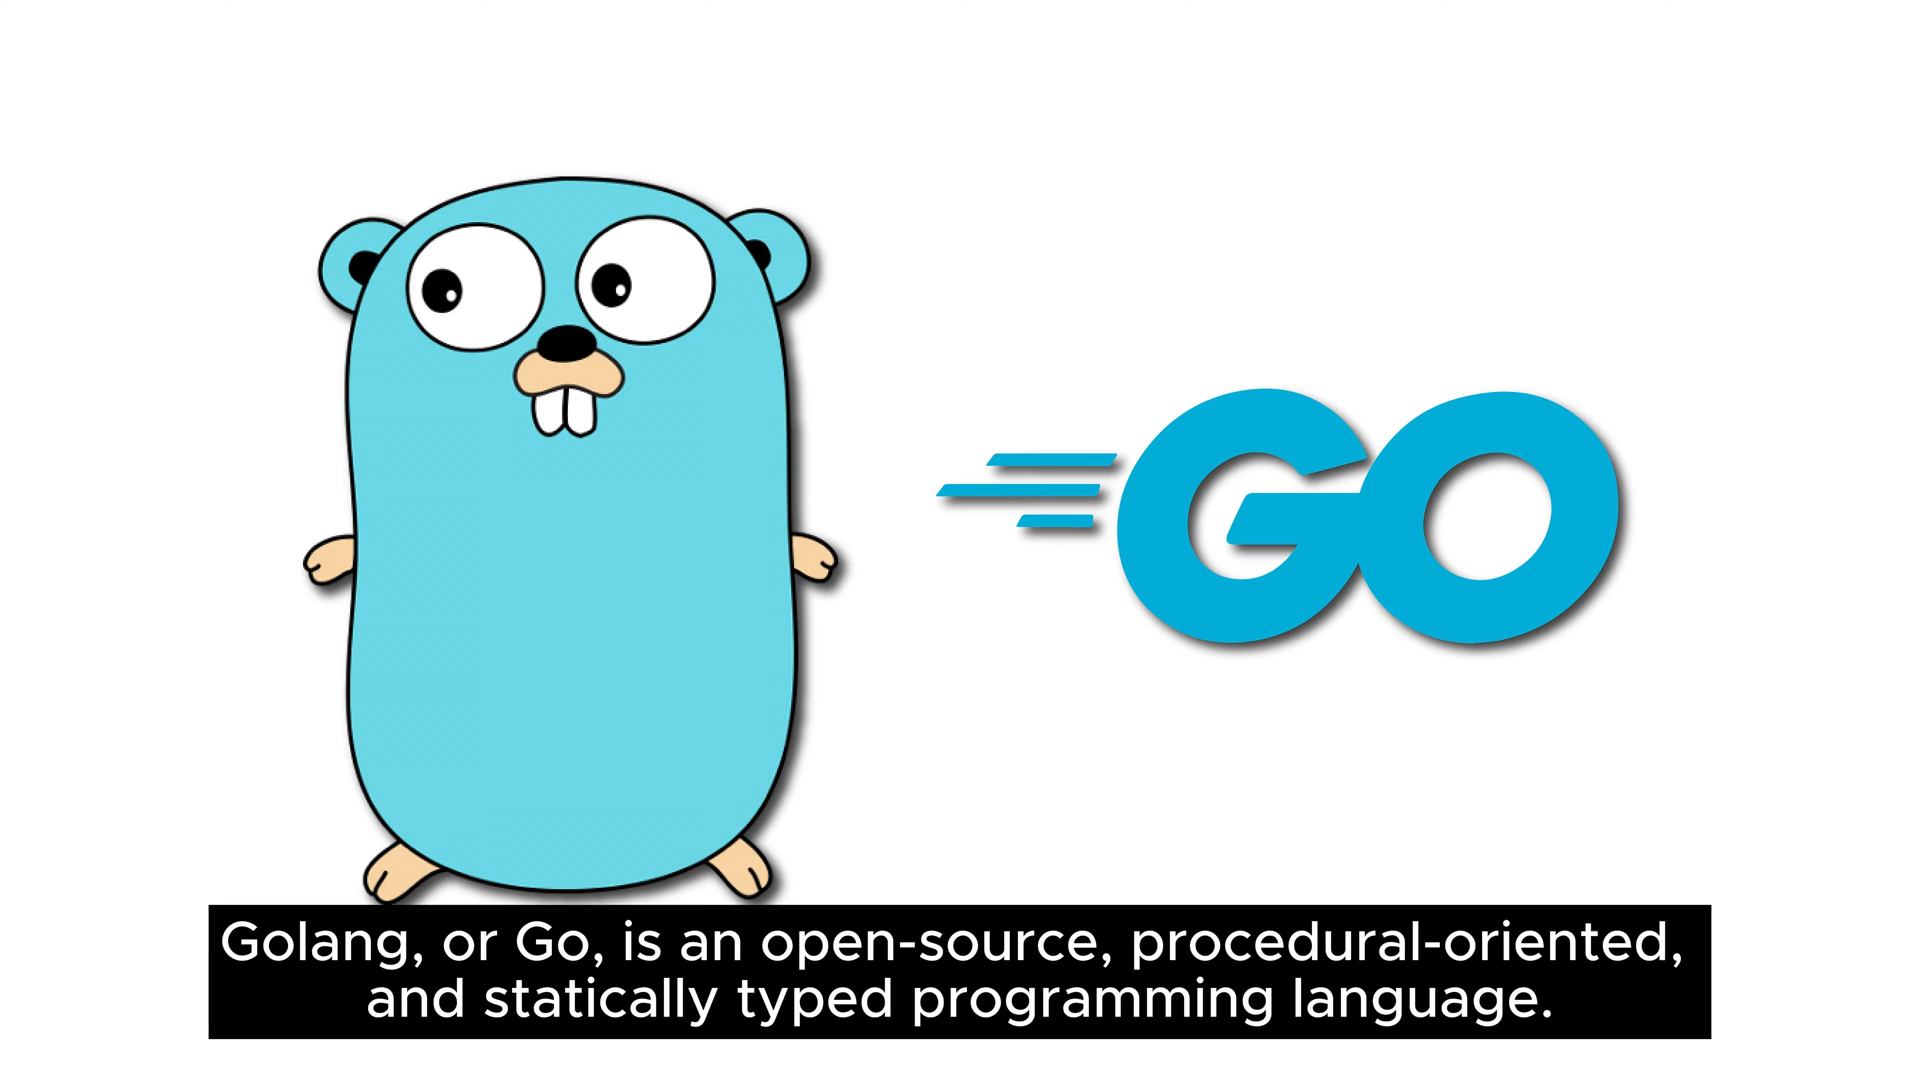 GO
Golang, or Go, is an open-source, procedural-oriented,
and statically typed programming language.